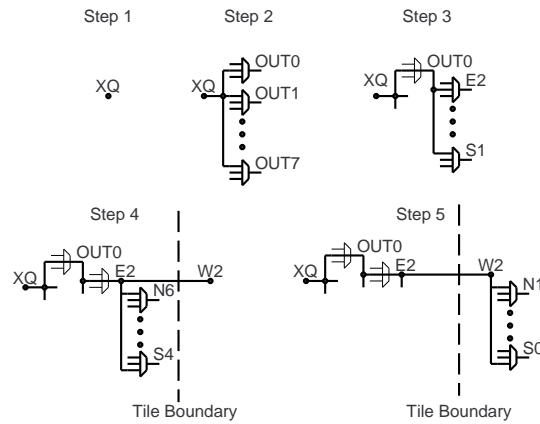 Step 1
Step 2
Step 3
XQ
XQ
OUT0
OUT1
OUT7
XQ
OUT0
E2
S1
Step 4
Step 5
XQ
OUT0
E2
W2
N6
S4
XQ
OUT0
E2
W2
N1
S0
Tile Boundary
Tile Boundary